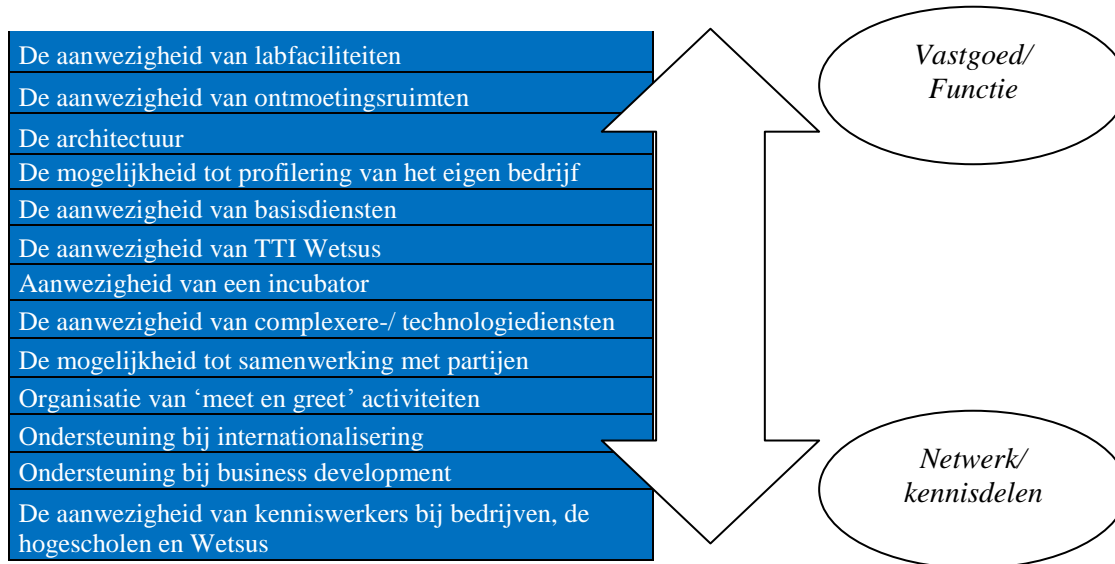 De aanwezigheid van labfaciliteiten
De aanwezigheid van ontmoetingsruimten
De architectuur
De mogelijkheid tot profilering van het eigen bedrijf
De aanwezigheid van basisdiensten
De aanwezigheid van TTI Wetsus
Aanwezigheid van een incubator
De aanwezigheid van complexere-/ technologiediensten
De mogelijkheid tot samenwerking met partijen
Organisatie van ‘meet en greet’ activiteiten
Ondersteuning bij internationalisering
Ondersteuning bij business development
De aanwezigheid van kenniswerkers bij bedrijven, de
hogescholen en Wetsus
Vastgoed/
Functie
Netwerk/
kennisdelen